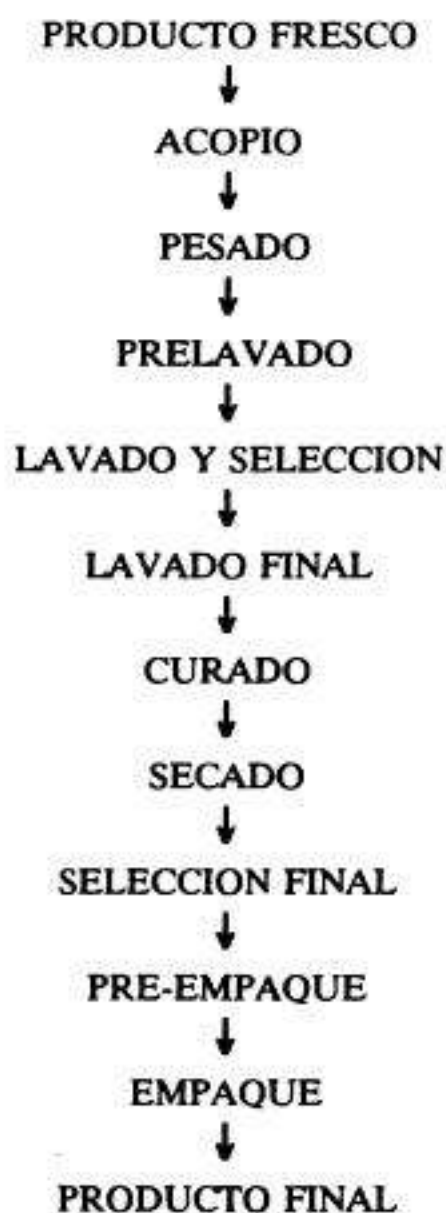 PRODUCTO FRESCO
ACOPIO
PESADO
PRELAVADO
LAVADO Y SELECCION
LAVADO FINAL
CURADO
SECADO
SELECCION FINAL
PRE-EMPAQUE
EMPAQUE
PRODUCTO FINAL